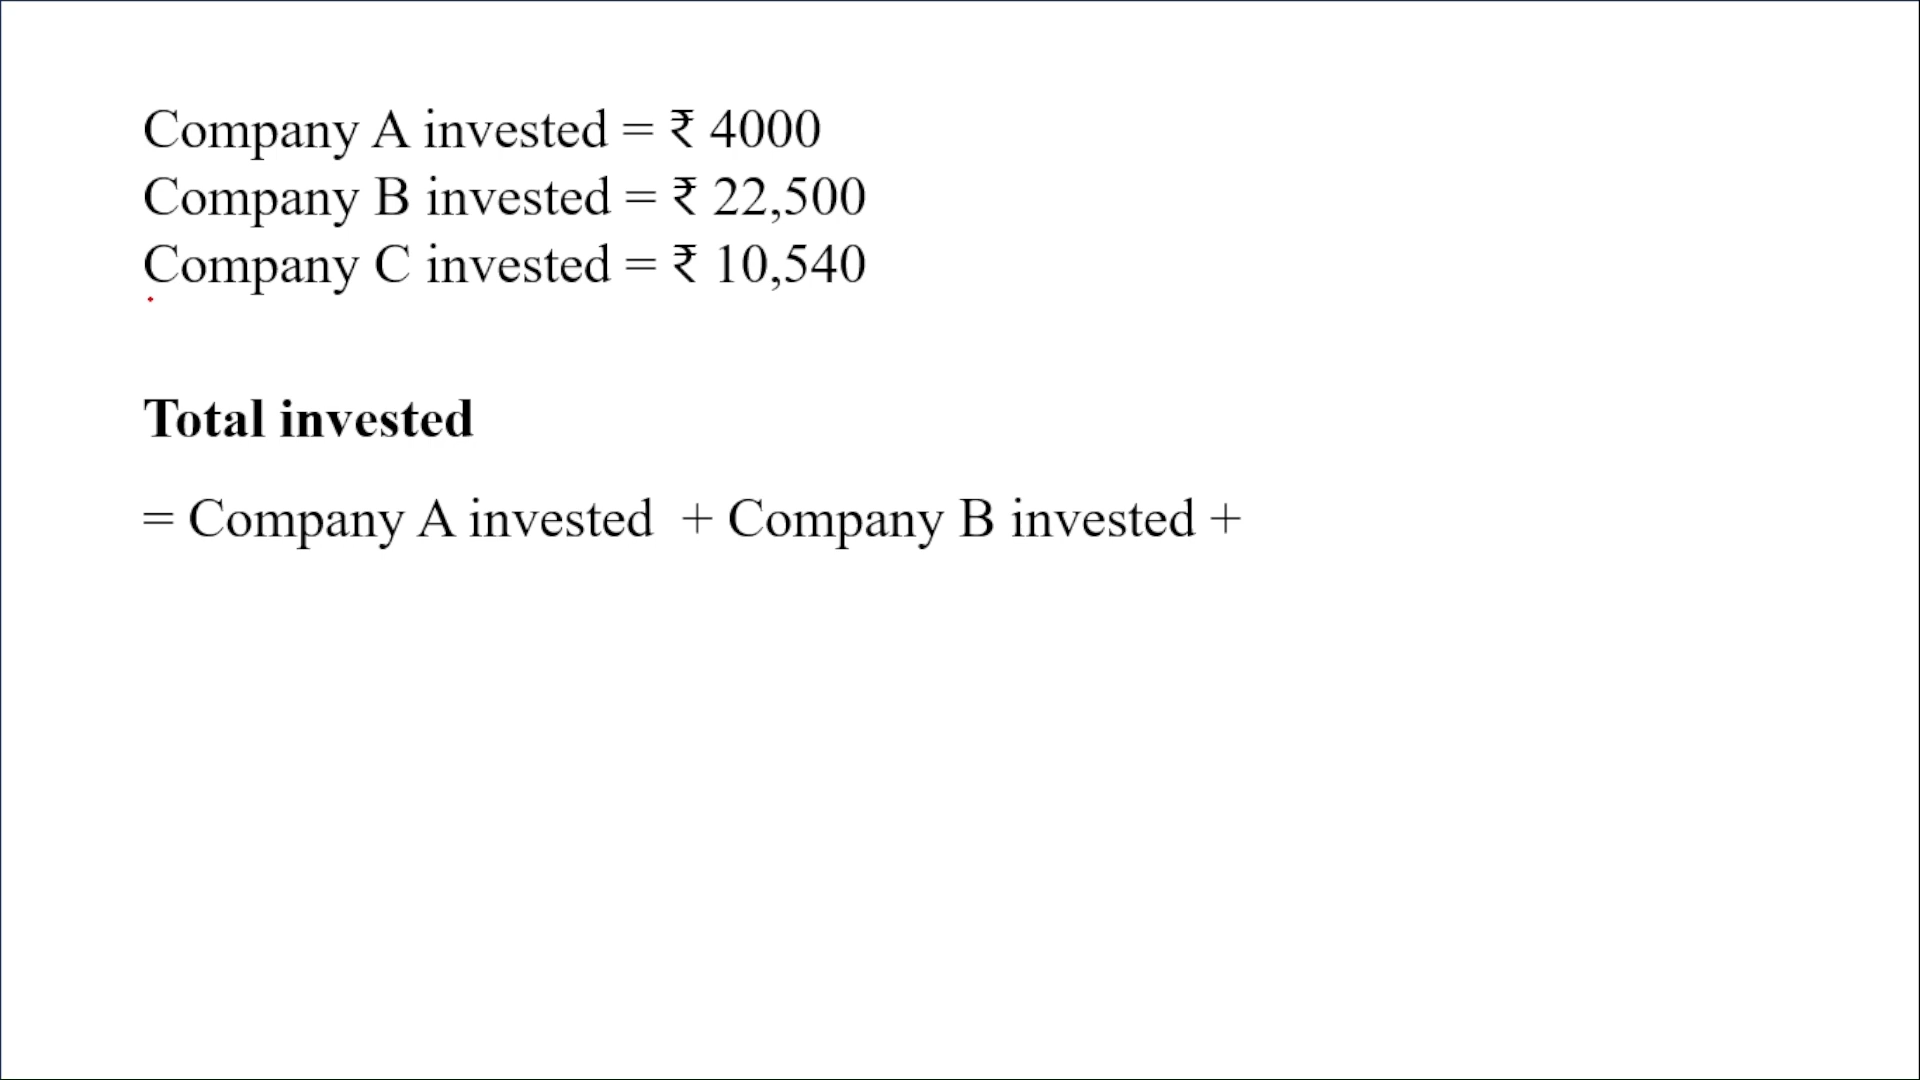 Company A invested = ₹ 4000
Company B invested = ₹ 22,500
Company C invested = ₹ 10,540
Total invested
= Company A invested + Company B invested +